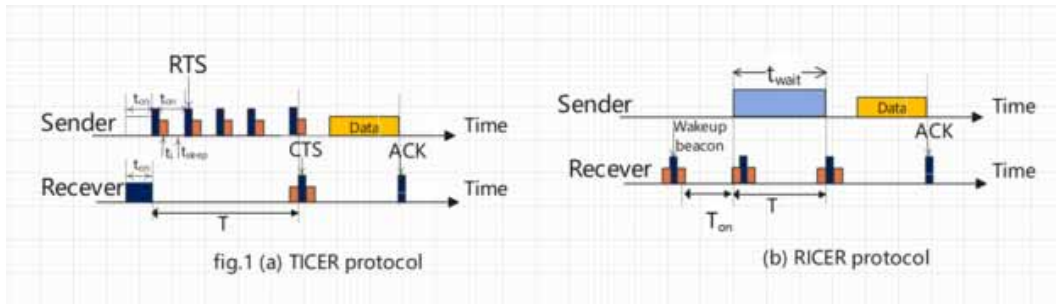 RTS
t_on t_on
Sender
Data
Time
t_l t_sleep
CTS
ACK
t_on
Recever
Time
T
fig.1 (a) TICER protocol
t_wait
Sender
Data
Time
Wakeup
beacon
ACK
Recever
Time
T_on
T
(b) RICER protocol